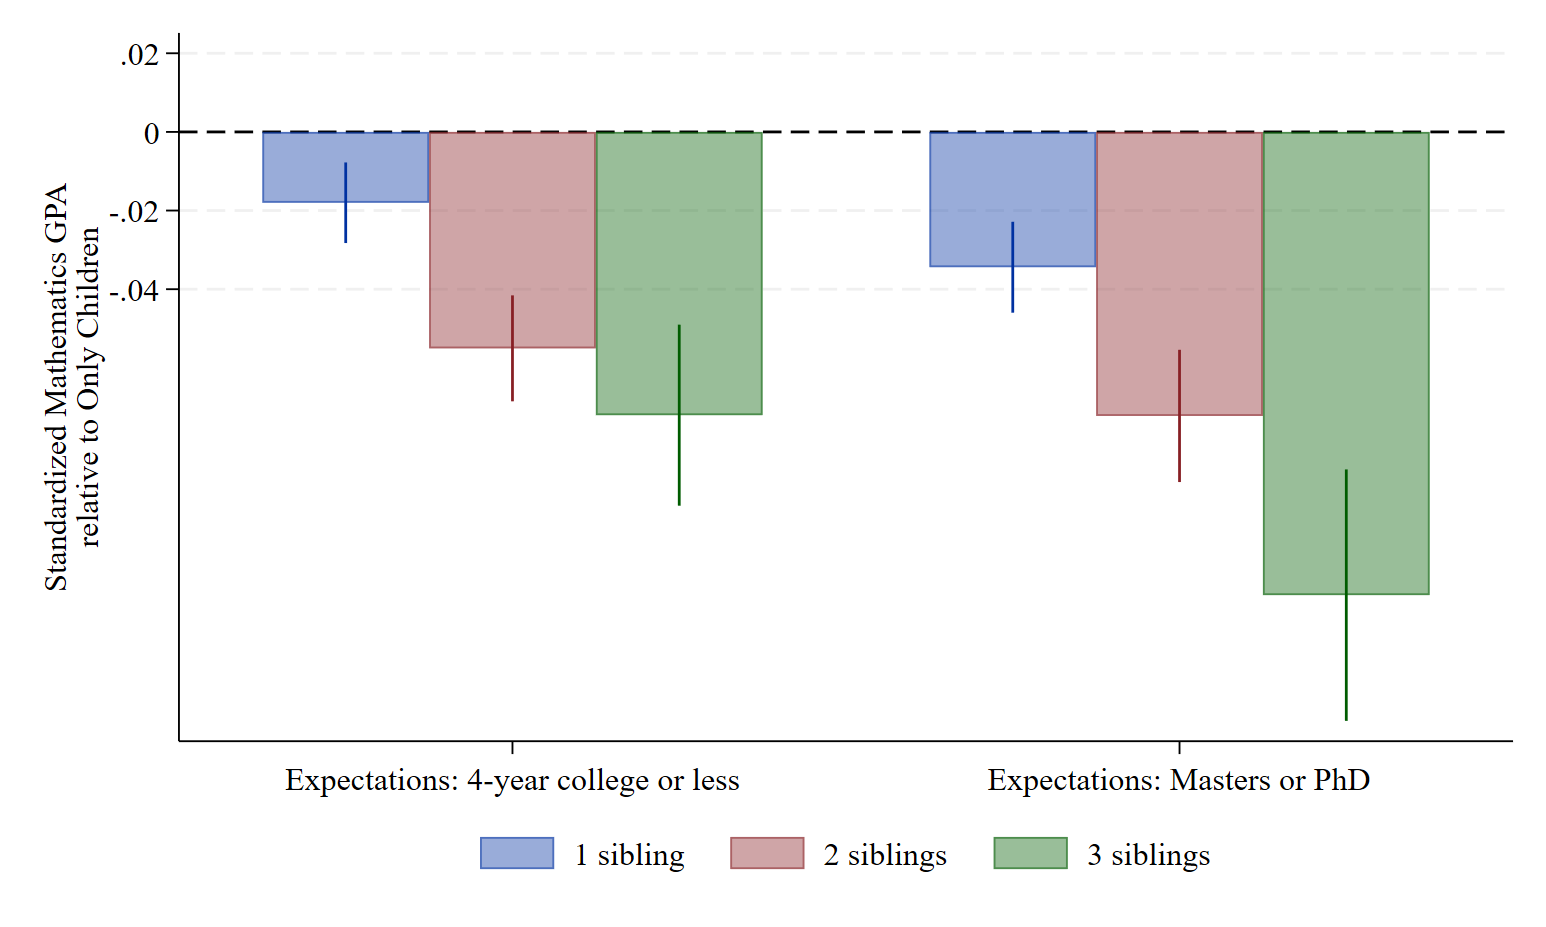 .02
0
-.02
-.04
Standardized Mathematics GPA
relative to Only Children
Expectations: 4-year college or less
Expectations: Masters or PhD
1 sibling
2 siblings
3 siblings